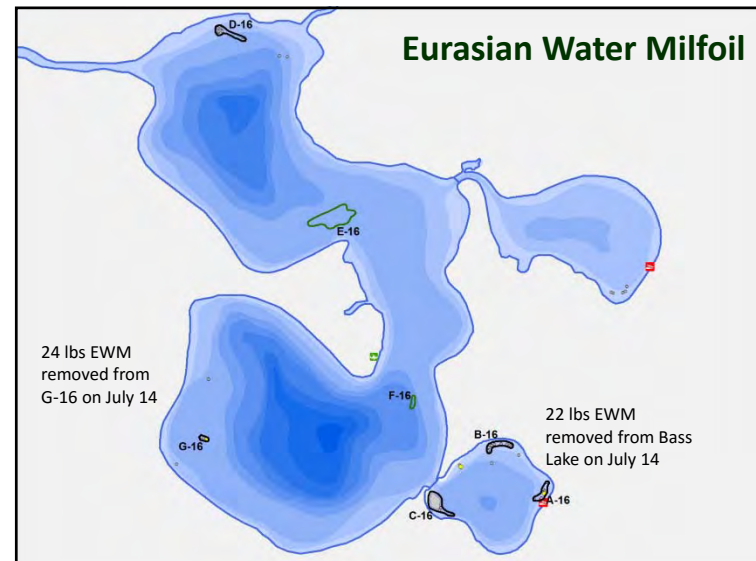 D-16
Eurasian Water Milfoil
E-16
24 lbs EWM
removed from
G-16 on July 14
F-16
22 lbs EWM
removed from Bass
Lake on July 14
B-16
G-16
A-16
C-16